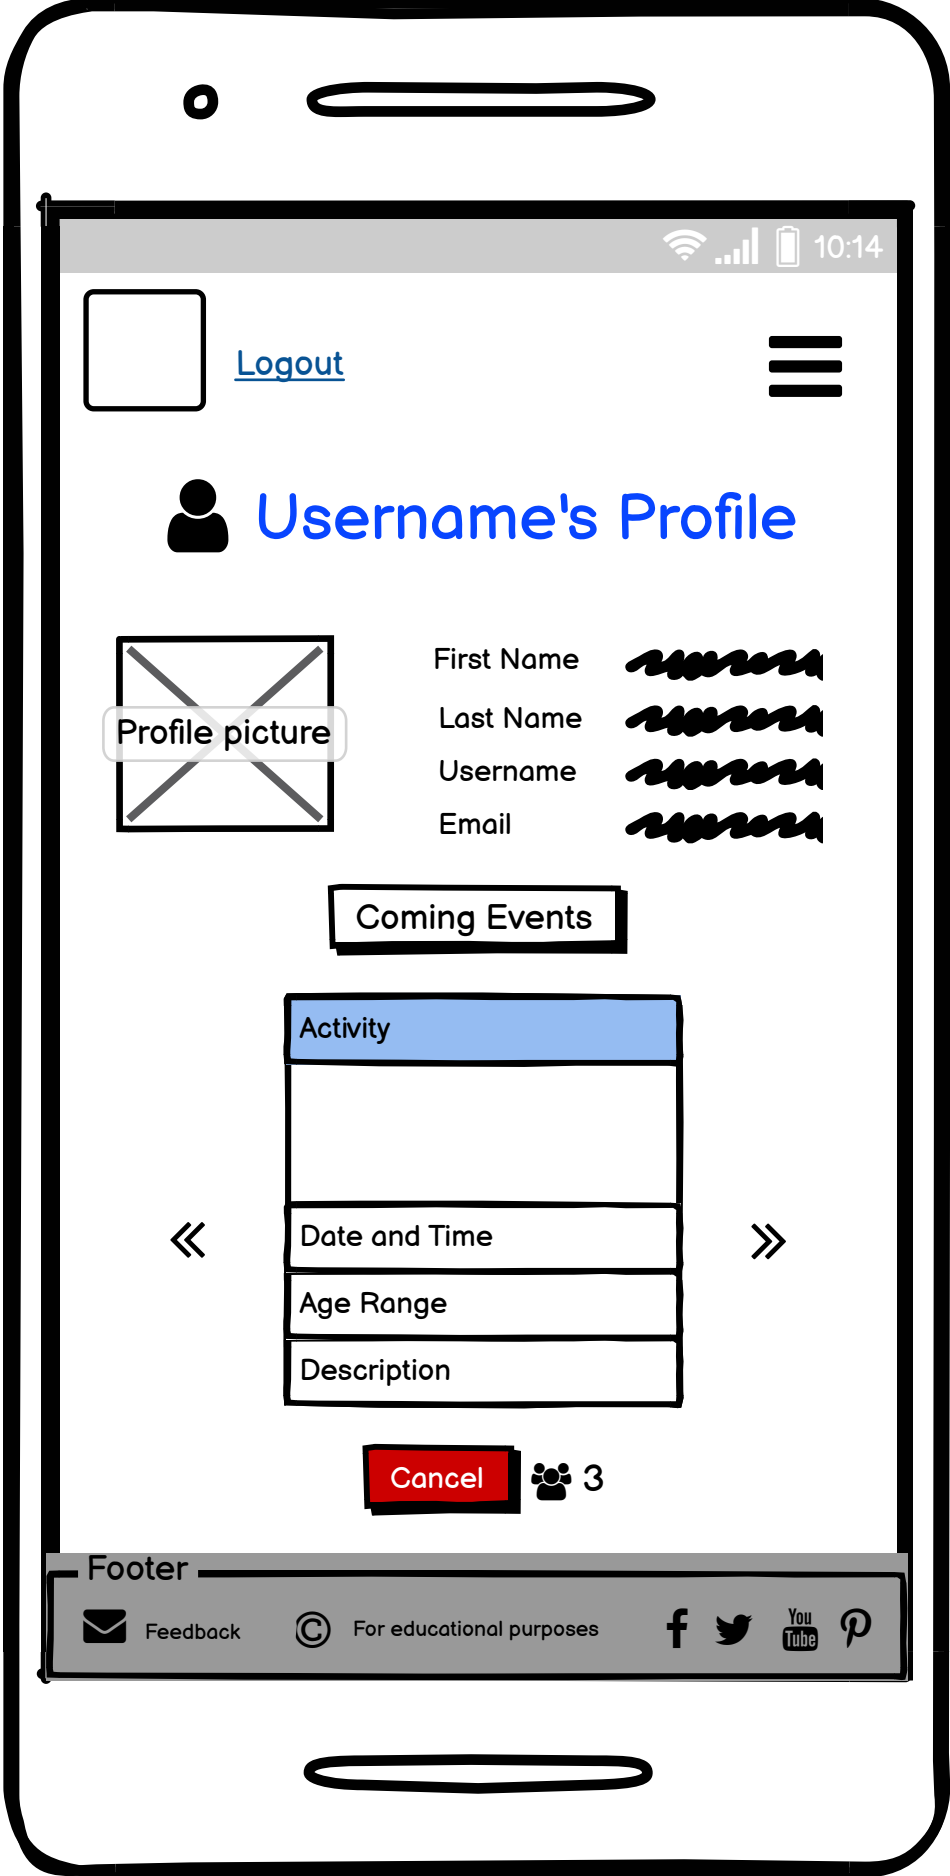 10:14
Logout
Username's Profile
Profile picture
First Name
Last Name
Username
Email
Coming Events
Activity
Date and Time
Age Range
Description
Cancel 3
Footer
Feedback © For educational purposes You Tube